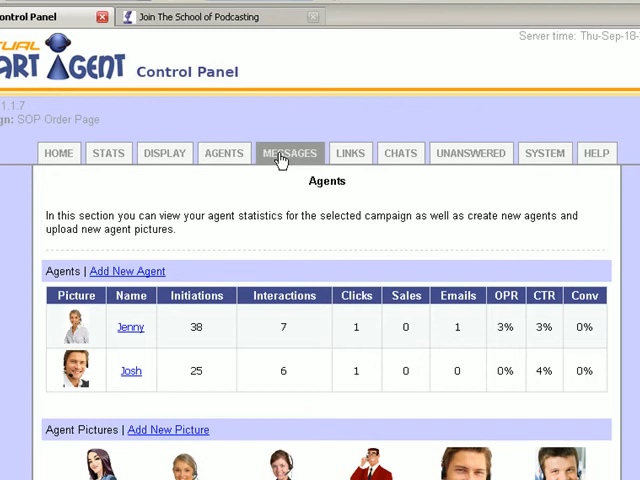 ontrol Panel
Join The School of Podcasting
Server time: Thu-Sep-18-
TUAL
ART AGENT Control Panel
1.1.7
gn: SOP Order Page
HOME STATS DISPLAY AGENTS MESSAGES LINKS CHATS UNANSWERED SYSTEM HELP
Agents
In this section you can view your agent statistics for the selected campaign as well as create new agents and
upload new agent pictures.
Agents | Add New Agent
Picture Name Initiations Interactions Clicks Sales Emails OPR CTR Conv
Jenny 38 7 1 0 1 3% 3% 0%
Josh 25 6 1 0 0 0% 4% 0%
Agent Pictures | Add New Picture